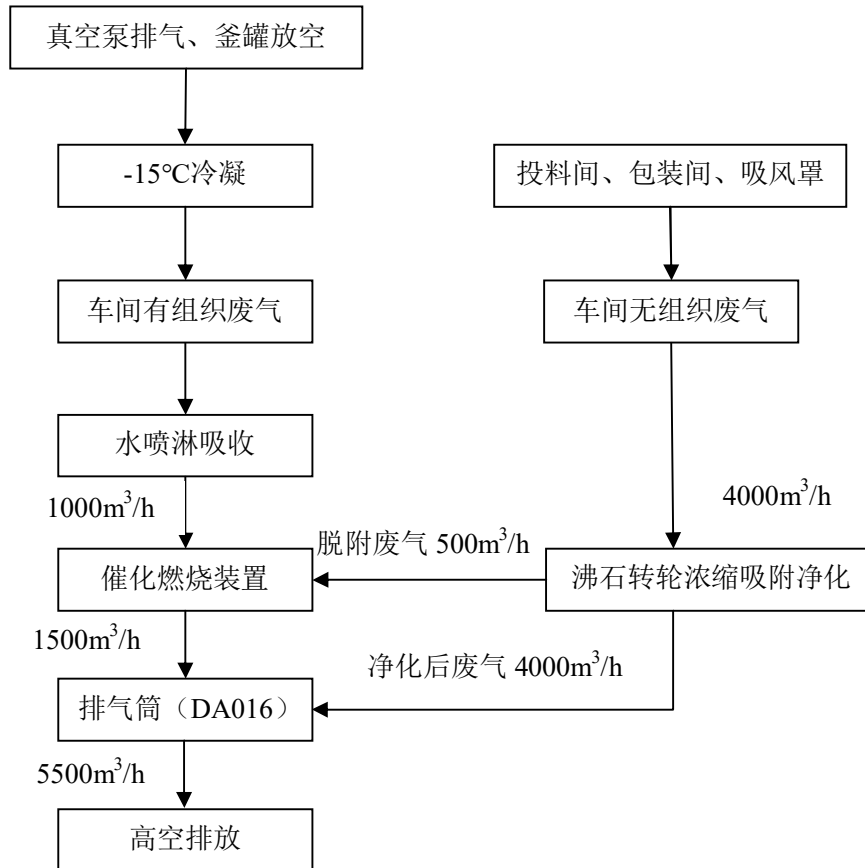 真空泵排气、釜罐放空
-15℃冷凝
投料间、包装间、吸风罩
车间有组织废气
车间无组织废气
水喷淋吸收
1000m³/h
4000m³/h
脱附废气 500m³/h
催化燃烧装置
沸石转轮浓缩吸附净化
1500m³/h
净化后废气 4000m³/h
排气筒（DA016）
5500m³/h
高空排放